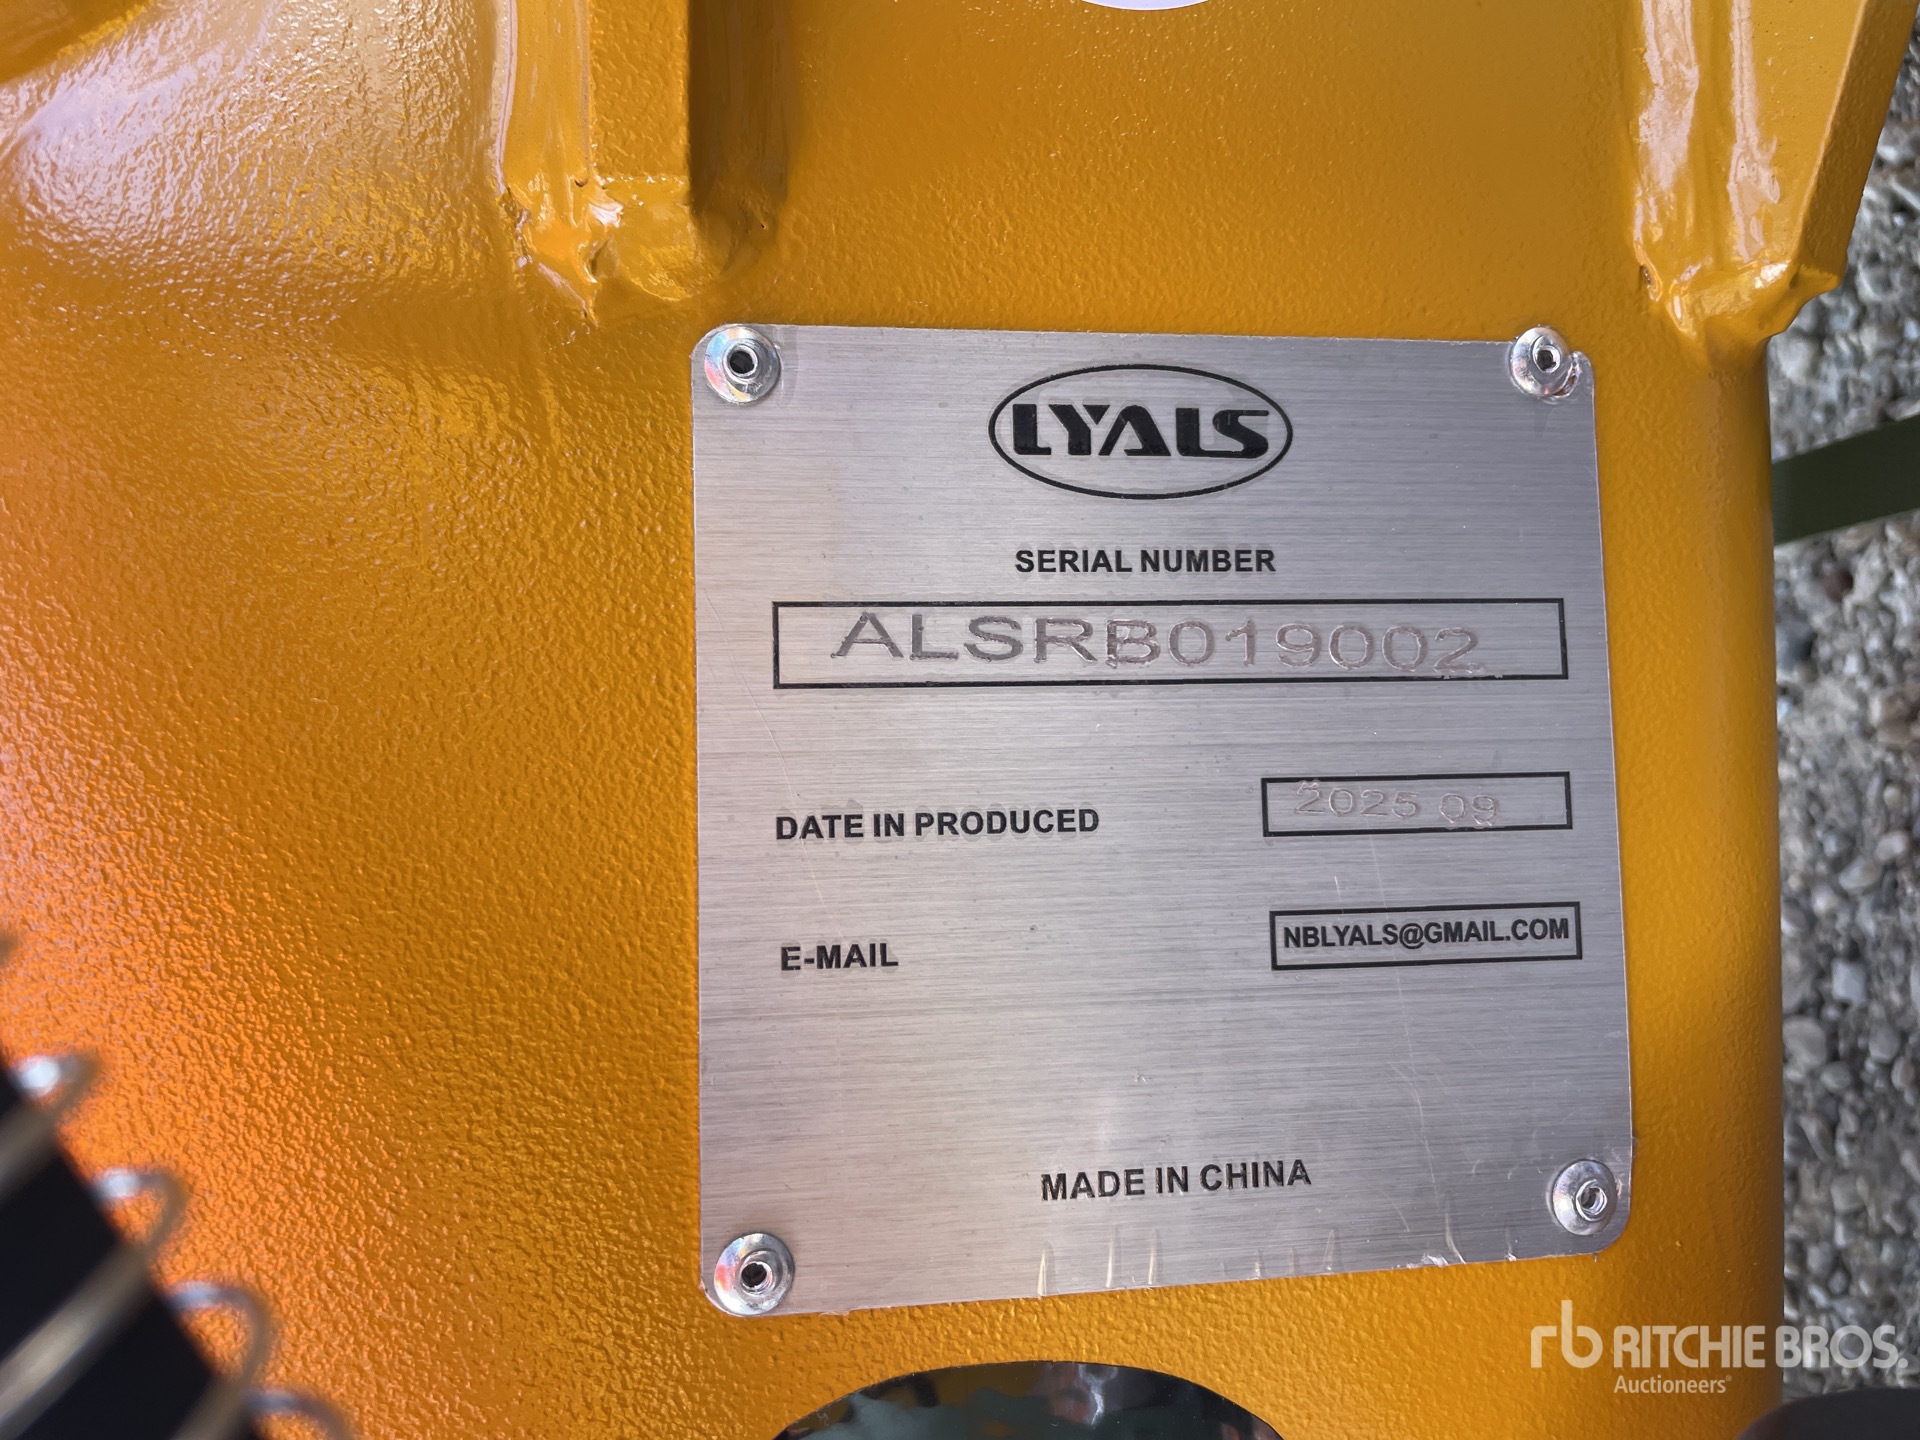 LYALS
SERIAL NUMBER
ALSRB019002
DATE IN PRODUCED
2025 09
E-MAIL
NBLYALS@GMAIL.COM
MADE IN CHINA
rb RITCHIE BROS.
Auctioneers